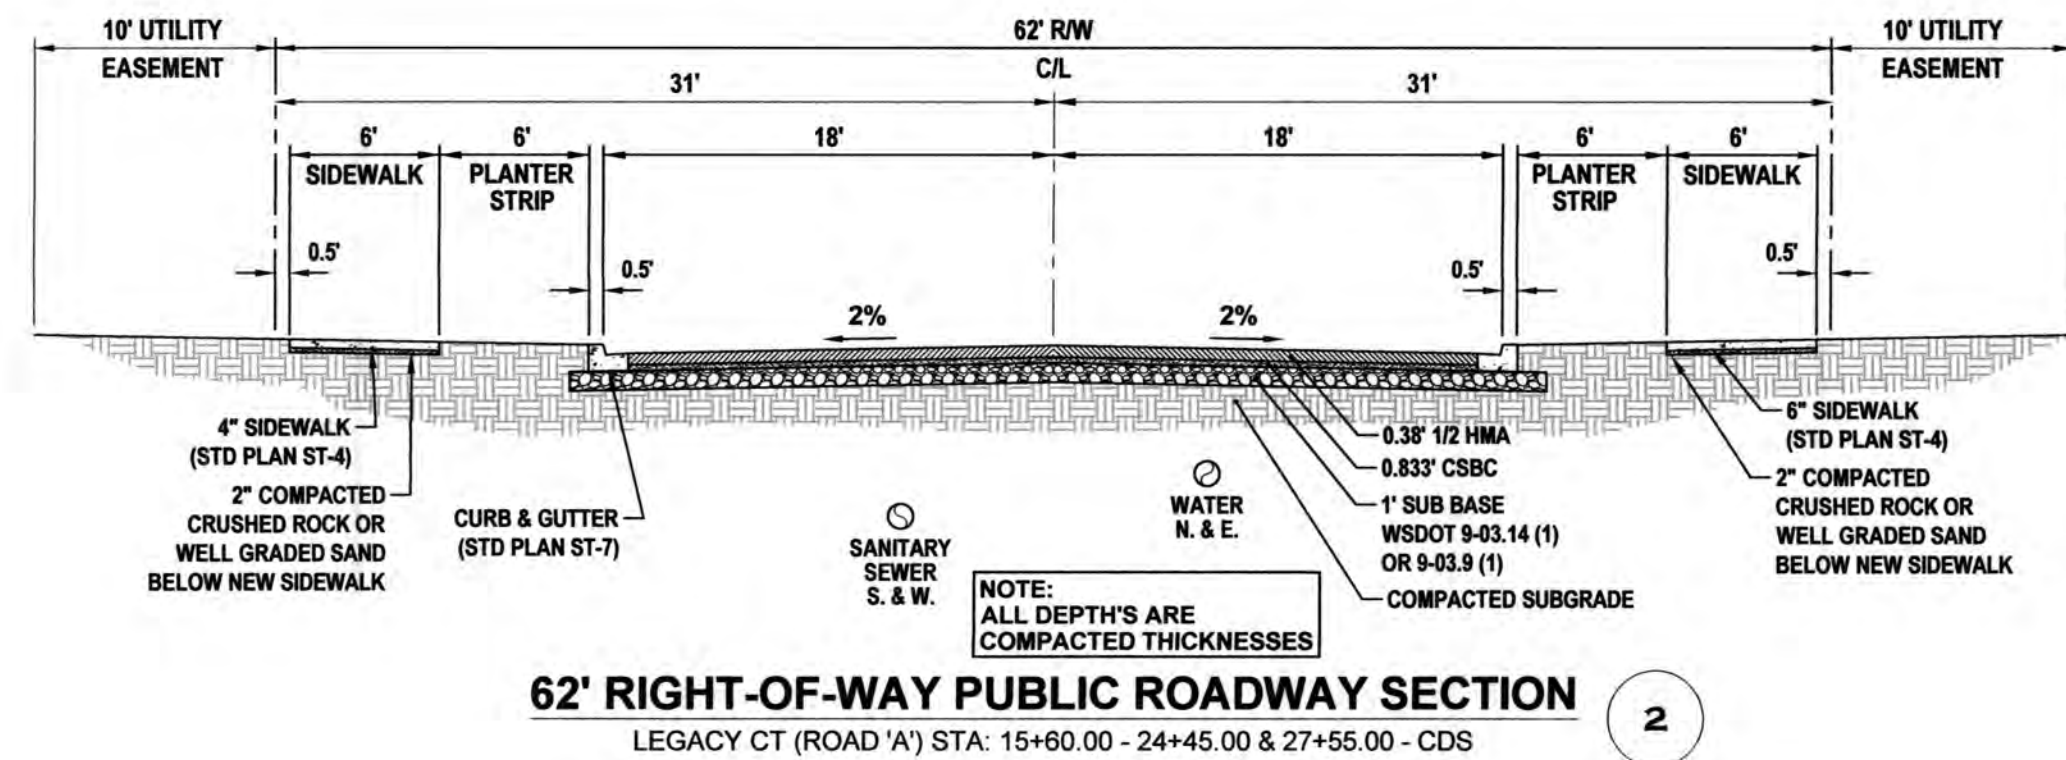 10' UTILITY
EASEMENT
62' R/W
C/L
10' UTILITY
EASEMENT
31'
31'
6'
SIDEWALK
6'
PLANTER
STRIP
18'
18'
6'
PLANTER
STRIP
6'
SIDEWALK
0.5'
0.5'
0.5'
0.5'
2%
2%
4" SIDEWALK
(STD PLAN ST-4)
2" COMPACTED
CRUSHED ROCK OR
WELL GRADED SAND
BELOW NEW SIDEWALK
CURB & GUTTER
(STD PLAN ST-7)
SANITARY
SEWER
S. & W.
WATER
N. & E.
0.38' 1/2 HMA
0.833' CSBC
1' SUB BASE
WSDOT 9-03.14 (1)
OR 9-03.9 (1)
COMPACTED SUBGRADE
6" SIDEWALK
(STD PLAN ST-4)
2" COMPACTED
CRUSHED ROCK OR
WELL GRADED SAND
BELOW NEW SIDEWALK
NOTE:
ALL DEPTH'S ARE
COMPACTED THICKNESSES
62' RIGHT-OF-WAY PUBLIC ROADWAY SECTION
2
LEGACY CT (ROAD 'A') STA: 15+60.00 - 24+45.00 & 27+55.00 - CDS